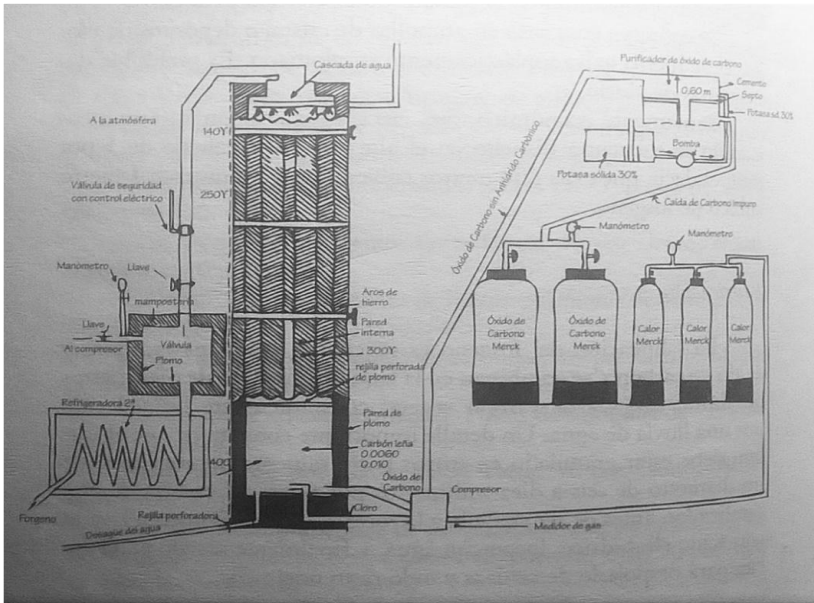 Cascada de agua
Purificador de óxido de carbono
0,60 m
Cemento
Septo
Potasa sol. 30%
A la atmósfera
140°
Bomba
Potasa sólida 30%
Válvula de seguridad
con control eléctrico
250°
Óxido de Carbono sin Anhídrido Carbónico
Caída de Carbono impuro
Manómetro
Manómetro
Manómetro
Llave
mampostería
Aros de
hierro
Óxido de
Carbono
Merck
Óxido de
Carbono
Merck
Calor
Merck
Calor
Merck
Calor
Merck
Llave
Al compresor
Válvula
Plomo
Pared
interna
300°
rejilla perforada
de plomo
Refrigeradora 2ª
Pared de
plomo
Carbón leña
0.0060
0.010
400
Óxido de
Carbono
Compresor
Forgeno
Rejilla perforadora
Cloro
Desagüe del agua
Medidor de gas